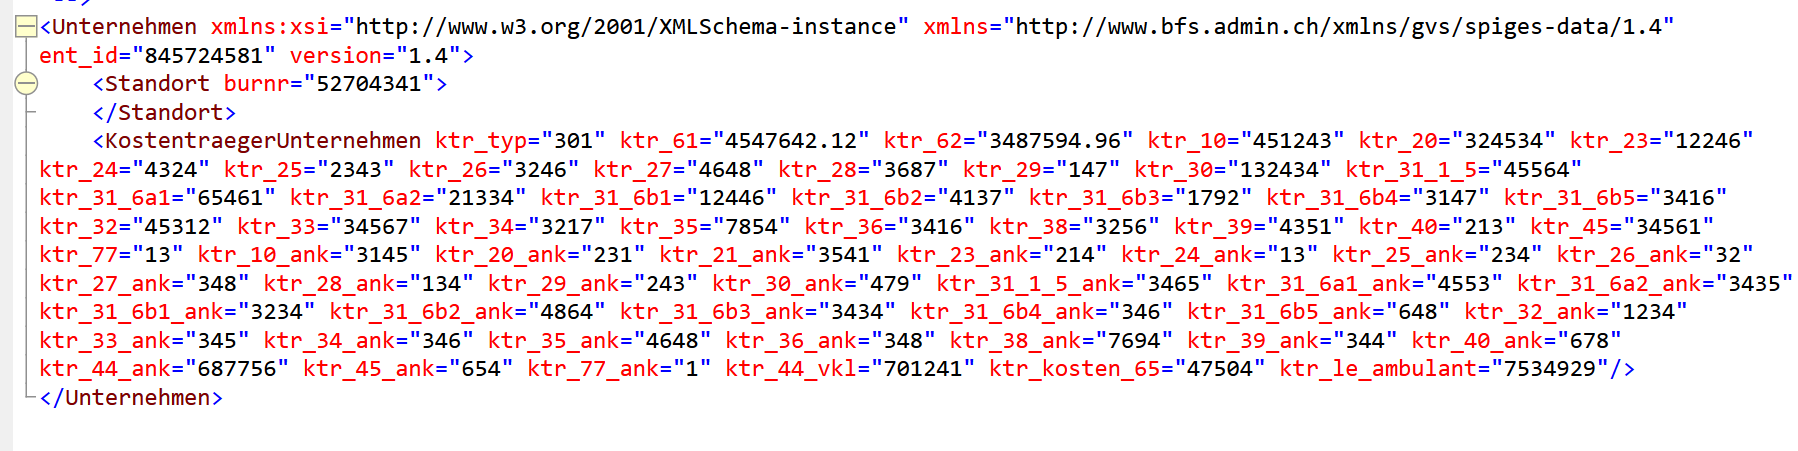 <Unternehmen xmlns:xsi="http://www.w3.org/2001/XMLSchema-instance" xmlns="http://www.bfs.admin.ch/xmlns/gvs/spiges-data/1.4"
ent_id="845724581" version="1.4">
<Standort burnr="52704341">
</Standort>
<KostentraegerUnternehmen ktr_typ="301" ktr_61="4547642.12" ktr_62="3487594.96" ktr_10="451243" ktr_20="324534" ktr_23="12246"
ktr_24="4324" ktr_25="2343" ktr_26="3246" ktr_27="4648" ktr_28="3687" ktr_29="147" ktr_30="132434" ktr_31_1_5="45564"
ktr_31_6a1="65461" ktr_31_6a2="21334" ktr_31_6b1="12446" ktr_31_6b2="4137" ktr_31_6b3="1792" ktr_31_6b4="3147" ktr_31_6b5="3416"
ktr_32="45312" ktr_33="34567" ktr_34="3217" ktr_35="7854" ktr_36="3416" ktr_38="3256" ktr_39="4351" ktr_40="213" ktr_45="34561"
ktr_77="13" ktr_10_ank="3145" ktr_20_ank="231" ktr_21_ank="3541" ktr_23_ank="214" ktr_24_ank="13" ktr_25_ank="234" ktr_26_ank="32"
ktr_27_ank="348" ktr_28_ank="134" ktr_29_ank="243" ktr_30_ank="479" ktr_31_1_5_ank="3465" ktr_31_6a1_ank="4553" ktr_31_6a2_ank="3435"
ktr_31_6b1_ank="3234" ktr_31_6b2_ank="4864" ktr_31_6b3_ank="3434" ktr_31_6b4_ank="346" ktr_31_6b5_ank="648" ktr_32_ank="1234"
ktr_33_ank="345" ktr_34_ank="346" ktr_35_ank="4648" ktr_36_ank="348" ktr_38_ank="7694" ktr_39_ank="344" ktr_40_ank="678"
ktr_44_ank="687756" ktr_45_ank="654" ktr_77_ank="1" ktr_44_vkl="701241" ktr_kosten_65="47504" ktr_le_ambulant="7534929"/>
</Unternehmen>